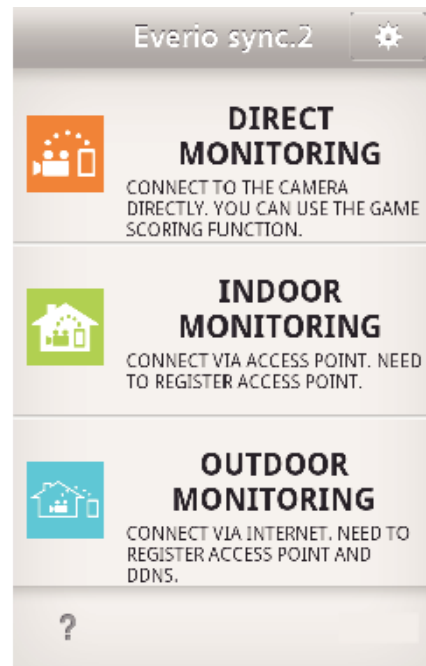 Everio sync.2
DIRECT
MONITORING
CONNECT TO THE CAMERA
DIRECTLY. YOU CAN USE THE GAME
SCORING FUNCTION.
INDOOR
MONITORING
CONNECT VIA ACCESS POINT. NEED
TO REGISTER ACCESS POINT.
OUTDOOR
MONITORING
CONNECT VIA INTERNET. NEED TO
REGISTER ACCESS POINT AND
DDNS.
?